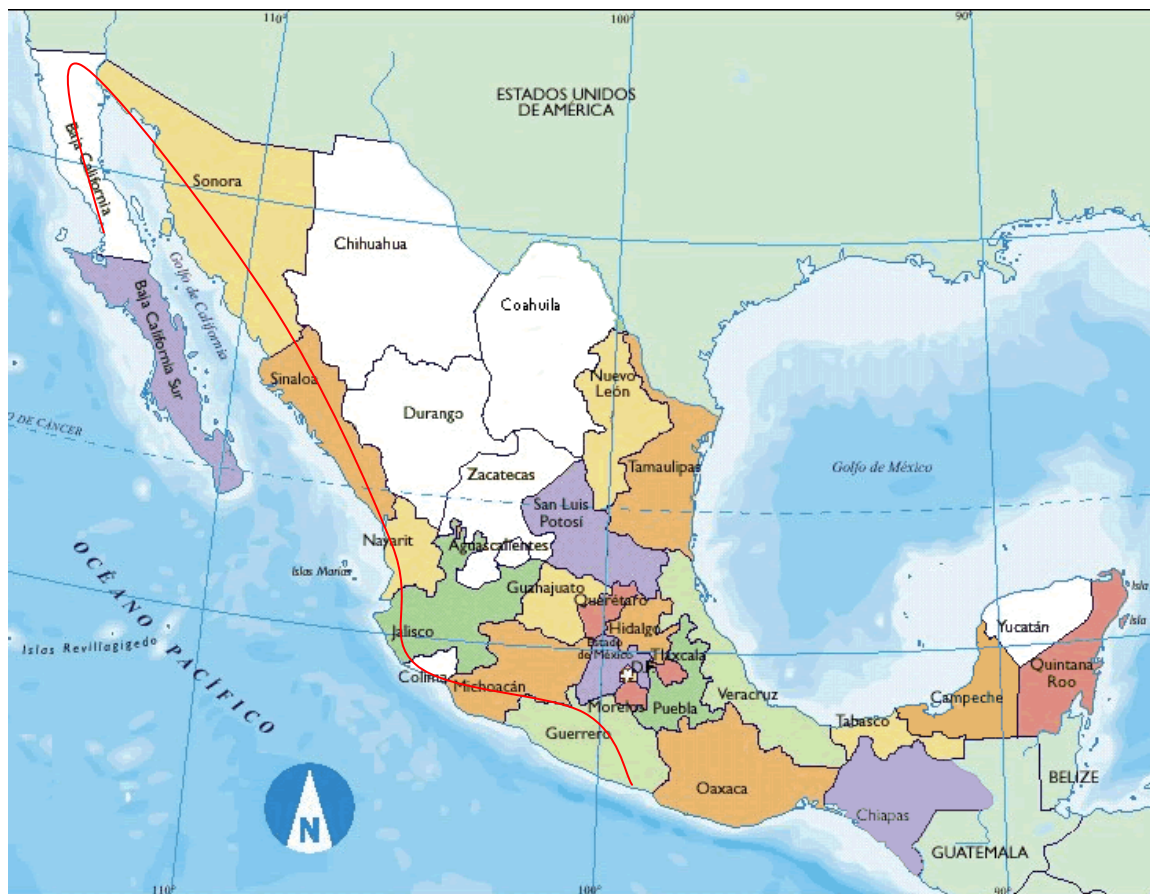 110°
100°
90°
ESTADOS UNIDOS
DE AMÉRICA
Baja California
Sonora
Chihuahua
Golfo de California
Coahuila
Baja California Sur
Sinaloa
Nuevo
León
Durango
DE CÁNCER
Zacatecas
Tamaulipas
Golfo de México
San Luis
Potosí
Nayarit
Aguascalientes
Islas Marías
Guanajuato
Querétaro
Isla
Isla
OCÉANO PACÍFICO
Jalisco
Hidalgo
Yucatán
Islas Revillagigedo
Estado
de México
Tlaxcala
D.F.
Quintana
Roo
Colima
Michoacán
Veracruz
Campeche
Morelos
Puebla
Tabasco
Guerrero
BELIZE
Oaxaca
Chiapas
N
GUATEMALA
110°
100°
90°